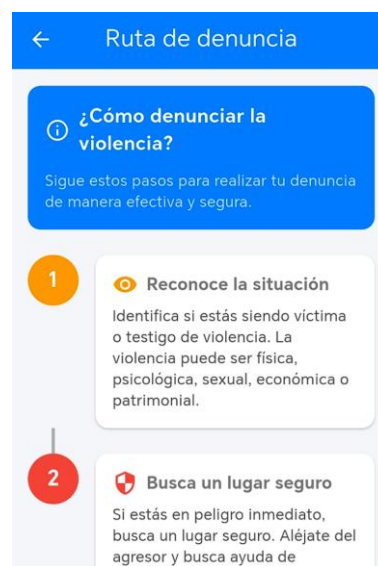 Ruta de denuncia
¿Cómo denunciar la
violencia?
Sigue estos pasos para realizar tu denuncia
de manera efectiva y segura.
1
Reconoce la situación
Identifica si estás siendo víctima
o testigo de violencia. La
violencia puede ser física,
psicológica, sexual, económica o
patrimonial.
2
Busca un lugar seguro
Si estás en peligro inmediato,
busca un lugar seguro. Aléjate del
agresor y busca ayuda de